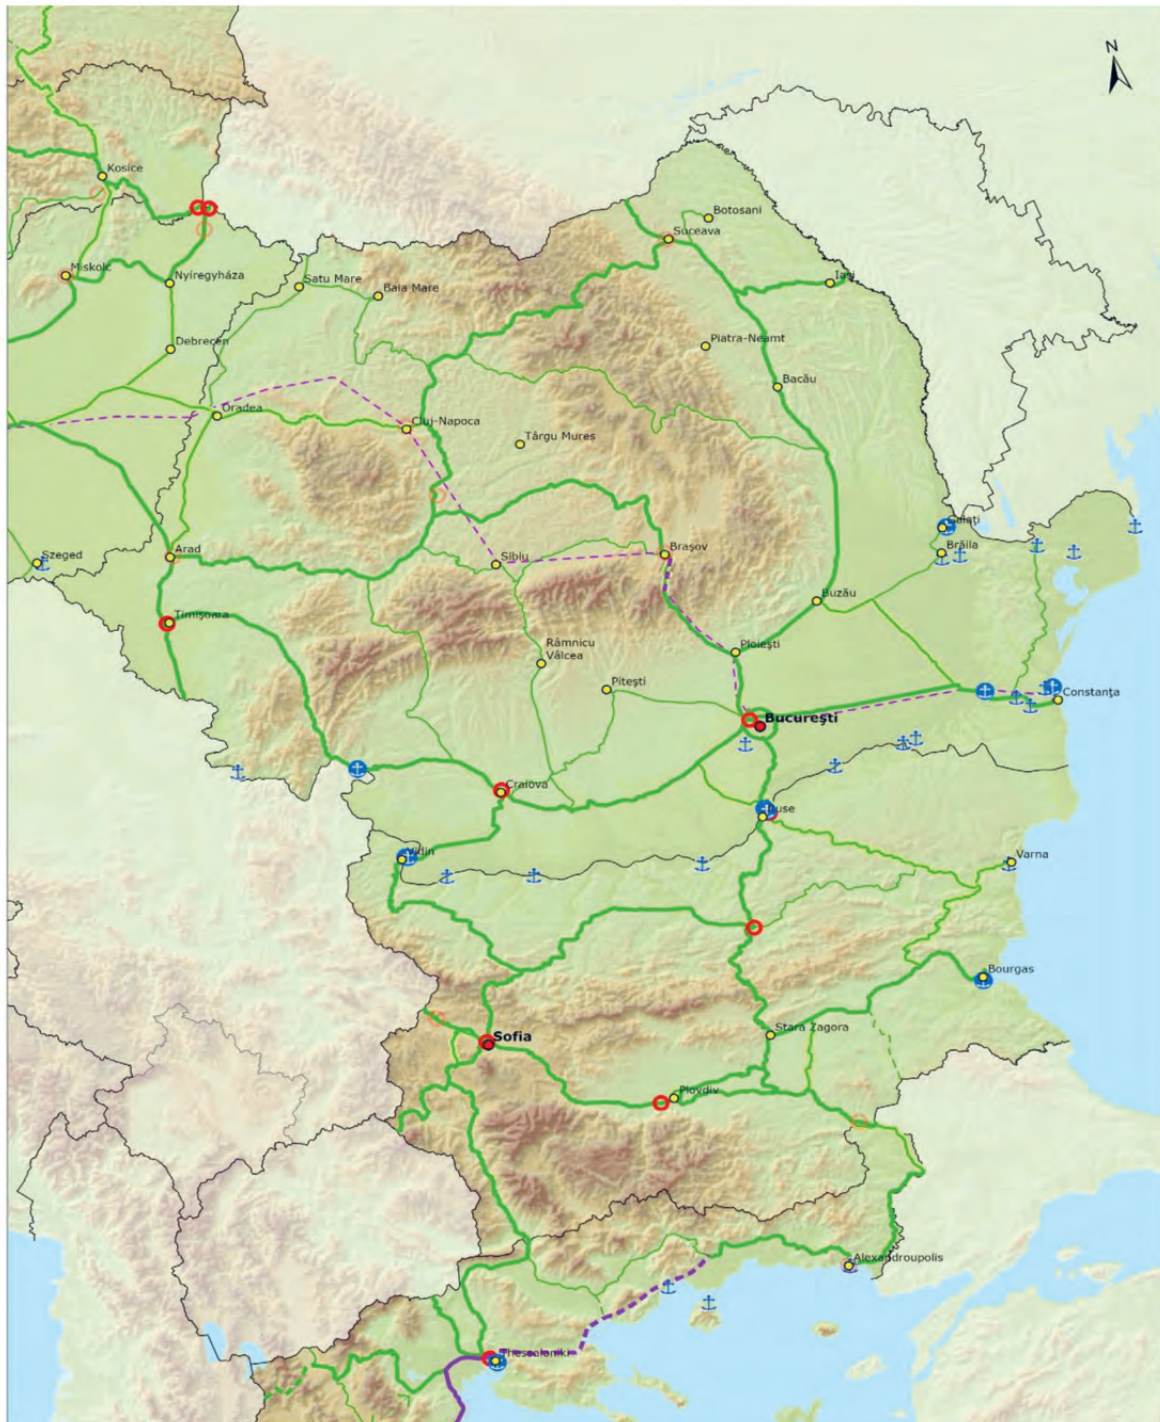 N
Kosice
Botosani
Suceava
Miskolc
Nyíregyháza
Satu Mare
Baia Mare
Iaşi
Debrecen
Piatra-Neamt
Bacău
Oradea
Cluj-Napoca
Târgu Mures
Galaţi
Szeged
Arad
Sibiu
Braşov
Brăila
Timişoara
Buzău
Râmnicu
Vâlcea
Ploieşti
Piteşti
Constanţa
Bucureşti
Craiova
Ruse
Vidin
Varna
Bourgas
Stara Zagora
Sofia
Plovdiv
Alexandroupolis
Thessaloniki